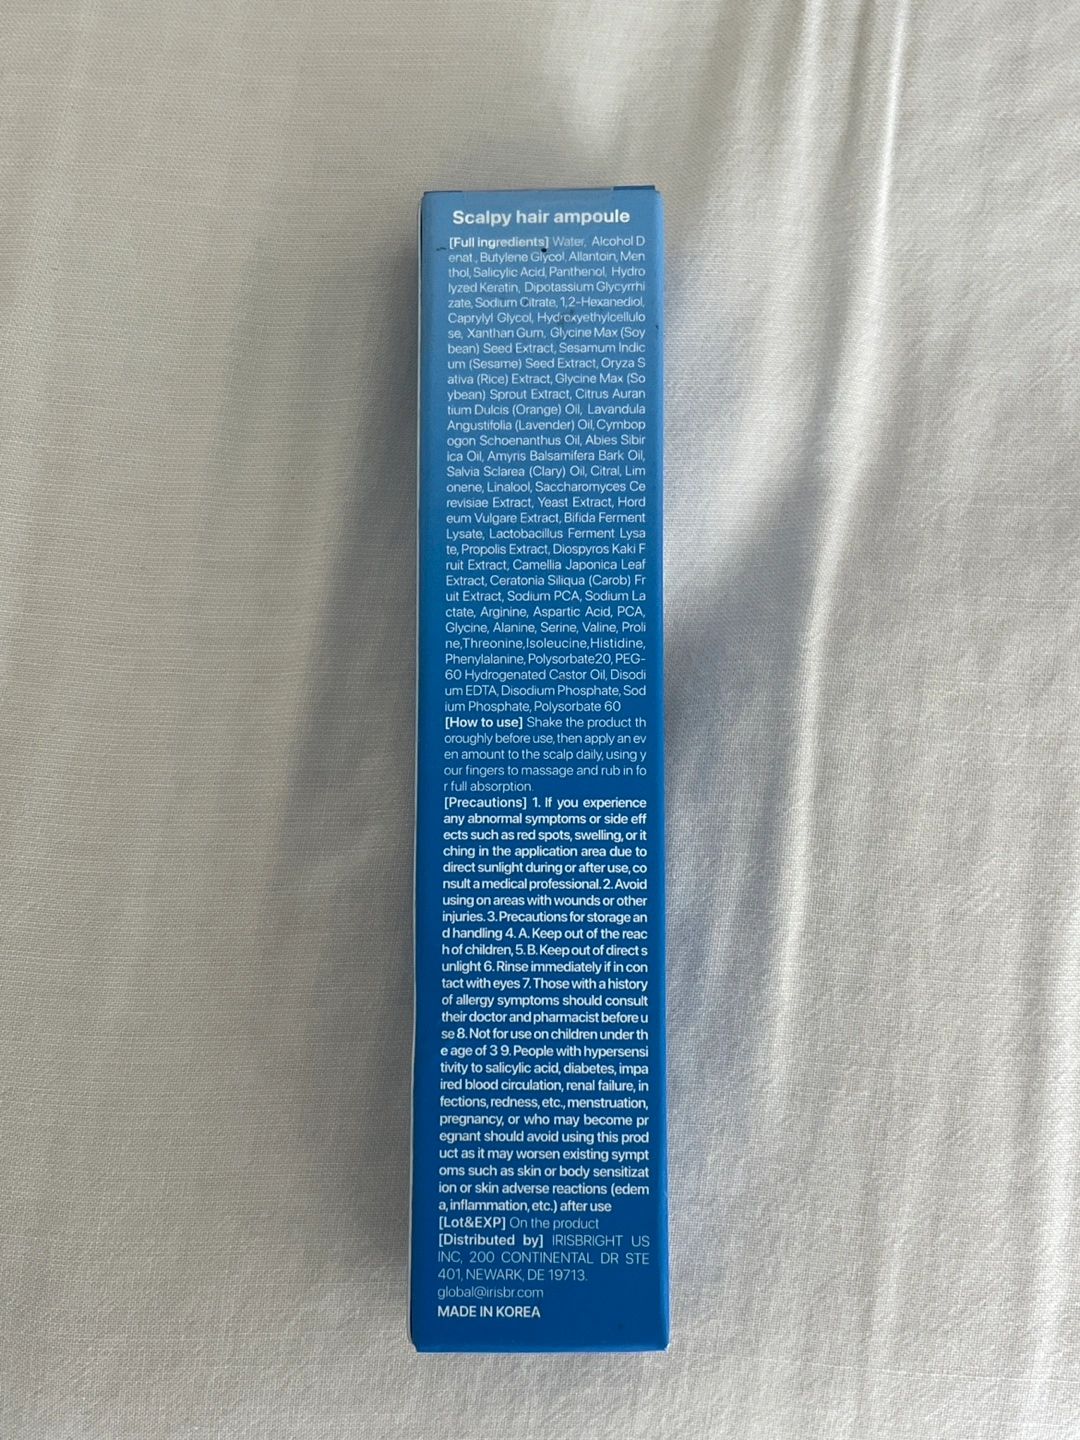 Scalpy hair ampoule
[Full ingredients] Water, Alcohol D
enat., Butylene Glycol, Allantoin, Men
thol, Salicylic Acid, Panthenol, Hydro
lyzed Keratin, Dipotassium Glycyrrhi
zate, Sodium Citrate, 1,2-Hexanediol,
Caprylyl Glycol, Hydroxyethylcellulo
se, Xanthan Gum, Glycine Max (Soy
bean) Seed Extract, Sesamum Indic
um (Sesame) Seed Extract, Oryza S
ativa (Rice) Extract, Glycine Max (So
ybean) Sprout Extract, Citrus Auran
tium Dulcis (Orange) Oil, Lavandula
Angustifolia (Lavender) Oil, Cymbop
ogon Schoenanthus Oil, Abies Sibir
ica Oil, Amyris Balsamifera Bark Oil,
Salvia Sclarea (Clary) Oil, Citral, Lim
onene, Linalool, Saccharomyces Ce
revisiae Extract, Yeast Extract, Hord
eum Vulgare Extract, Bifida Ferment
Lysate, Lactobacillus Ferment Lysa
te, Propolis Extract, Diospyros Kaki F
ruit Extract, Camellia Japonica Leaf
Extract, Ceratonia Siliqua (Carob) Fr
uit Extract, Sodium PCA, Sodium La
ctate, Arginine, Aspartic Acid, PCA,
Glycine, Alanine, Serine, Valine, Proli
ne,Threonine,Isoleucine,Histidine,
Phenylalanine, Polysorbate20, PEG-
60 Hydrogenated Castor Oil, Disodi
um EDTA, Disodium Phosphate, Sod
ium Phosphate, Polysorbate 60
[How to use] Shake the product th
oroughly before use, then apply an ev
en amount to the scalp daily, using y
our fingers to massage and rub in fo
r full absorption.
[Precautions] 1. If you experience
any abnormal symptoms or side eff
ects such as red spots, swelling, or it
ching in the application area due to
direct sunlight during or after use, co
nsult a medical professional. 2. Avoid
using on areas with wounds or other
injuries. 3. Precautions for storage an
d handling 4. A. Keep out of the reac
h of children, 5. B. Keep out of direct s
unlight 6. Rinse immediately if in con
tact with eyes 7. Those with a history
of allergy symptoms should consult
their doctor and pharmacist before u
se 8. Not for use on children under th
e age of 3 9. People with hypersensi
tivity to salicylic acid, diabetes, impa
ired blood circulation, renal failure, in
fections, redness, etc., menstruation,
pregnancy, or who may become pr
egnant should avoid using this prod
uct as it may worsen existing sympt
oms such as skin or body sensitizat
ion or skin adverse reactions (edem
a, inflammation, etc.) after use
[Lot&EXP] On the product
[Distributed by] IRISBRIGHT US
INC, 200 CONTINENTAL DR STE
401, NEWARK, DE 19713.
global@irisbr.com
MADE IN KOREA